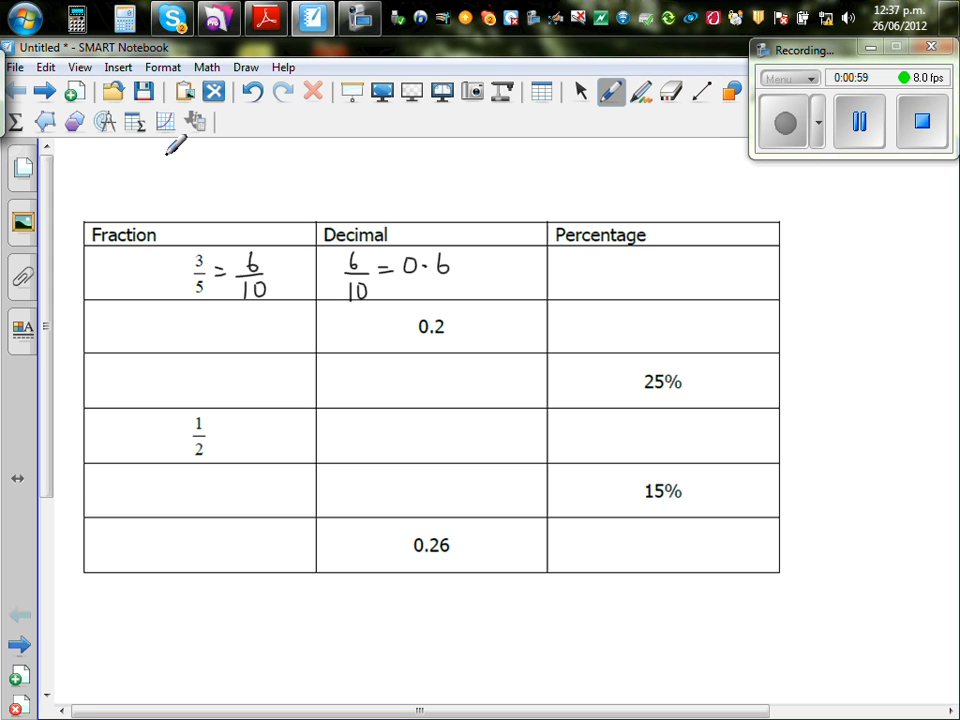 12:37 p.m.
26/06/2012
Untitled * - SMART Notebook
Recording...
File Edit View Insert Format Math Draw Help
Menu 0:00:59 8.0 fps
Fraction Decimal Percentage
3/5 = 6/10 6/10 = 0.6
0.2
25%
1/2
15%
0.26